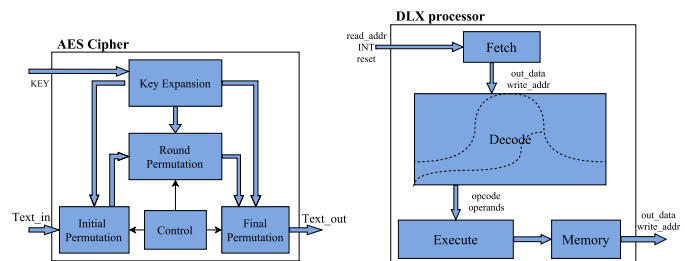 AES Cipher
KEY
Key Expansion
Round
Permutation
Text_in
Initial
Permutation
Control
Final
Permutation
Text_out
DLX processor
read_addr
INT
reset
Fetch
out_data
write_addr
Decode
opcode
operands
Execute
Memory
out_data
write_addr